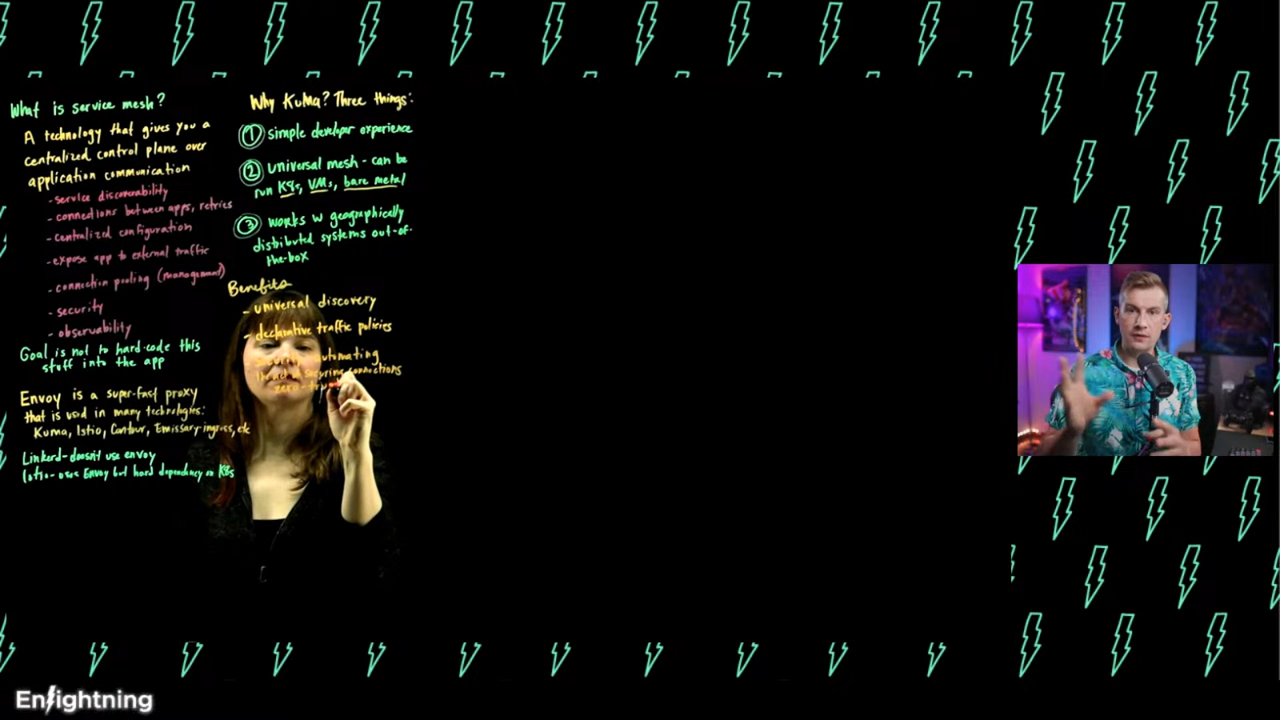 What is service mesh?
A technology that gives you a
centralized control plane over
application communication
- service discoverability
- connections between apps, retries
- centralized configuration
- expose app to external traffic
- connection pooling (management)
- security
- observability
Goal is not to hard-code this
stuff into the app
Envoy is a super-fast proxy
that is used in many technologies:
Kuma, Istio, Contour, Emissary-ingress, etc
Linkerd - doesn't use envoy
Istio - uses Envoy but hard dependency on K8s
Why Kuma? Three things:
① simple developer experience
② universal mesh - can be
run K8s, VMs, bare metal
③ works w geographically
distributed systems out-of-
the-box
Benefits
- universal discovery
- declarative traffic policies
- security, automating
securing connections
zero-tru
Enlightning